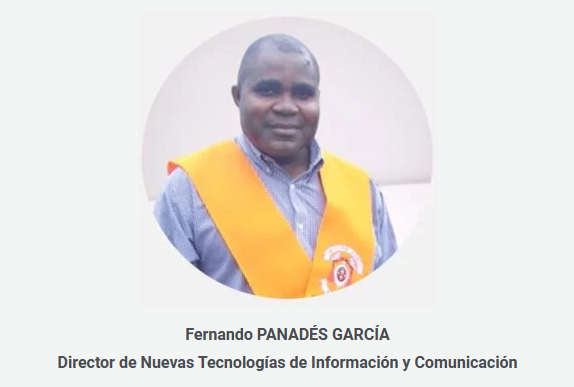 Fernando PANADÉS GARCÍA
Director de Nuevas Tecnologías de Información y Comunicación